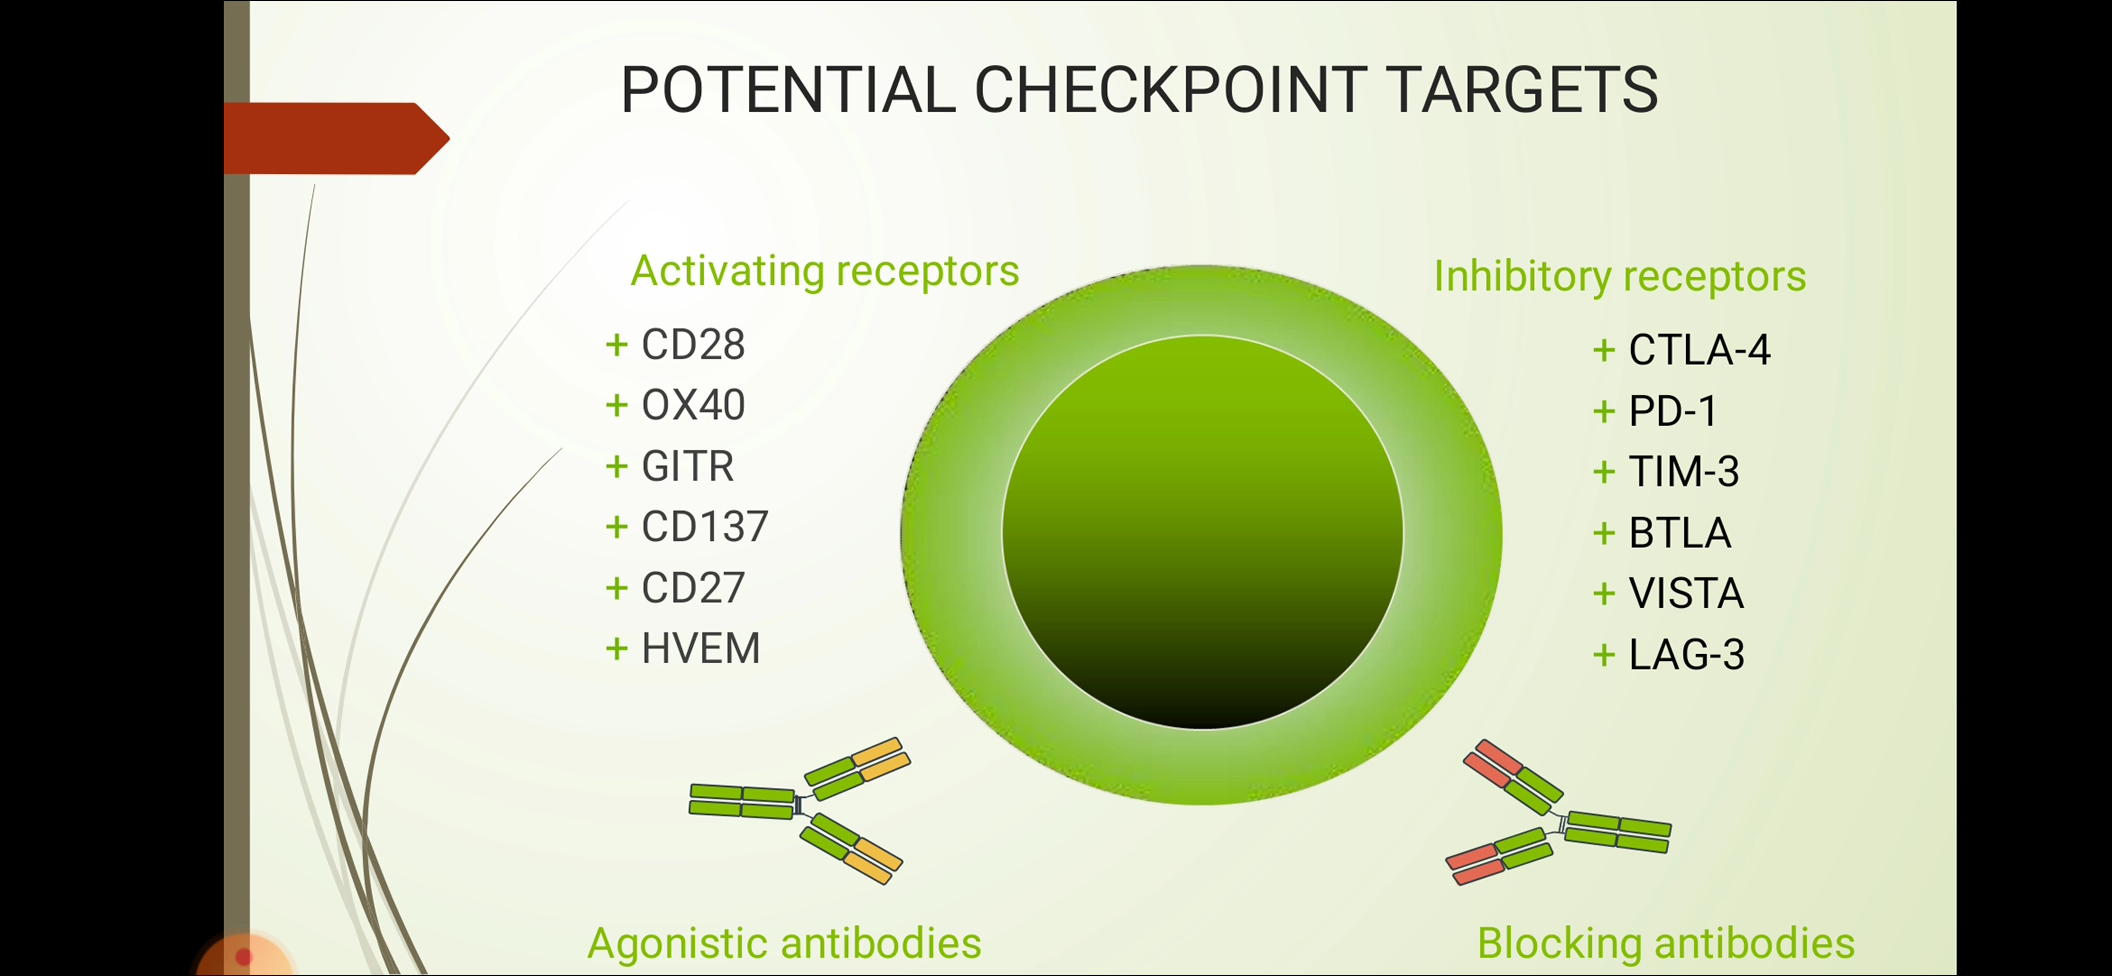 POTENTIAL CHECKPOINT TARGETS
Activating receptors
+ CD28
+ OX40
+ GITR
+ CD137
+ CD27
+ HVEM
Agonistic antibodies
Inhibitory receptors
+ CTLA-4
+ PD-1
+ TIM-3
+ BTLA
+ VISTA
+ LAG-3
Blocking antibodies